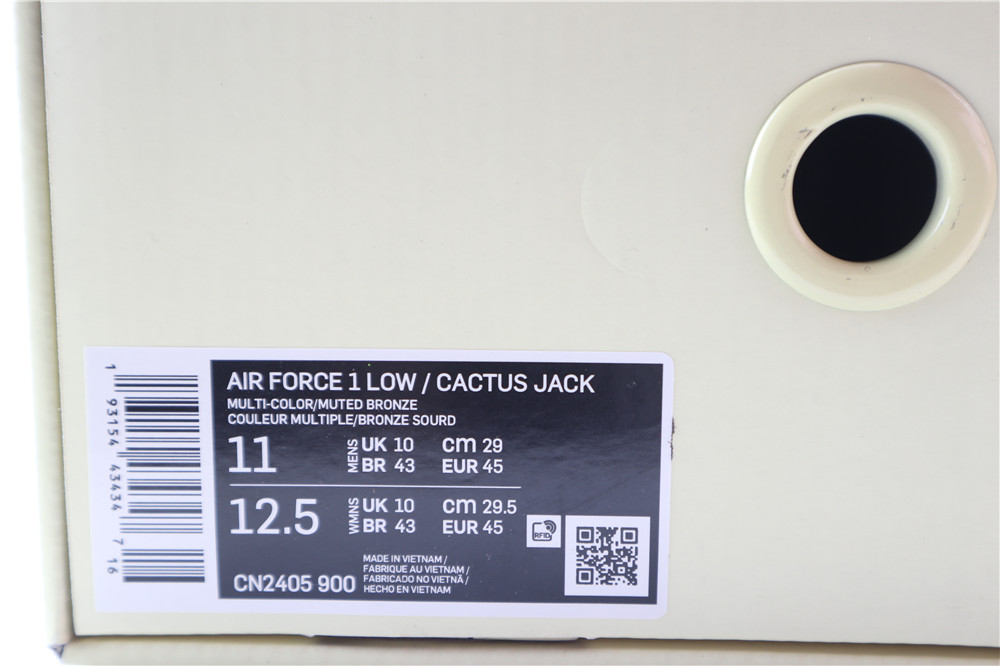 AIR FORCE 1 LOW / CACTUS JACK
MULTI-COLOR/MUTED BRONZE
COULEUR MULTIPLE/BRONZE SOURD
11 MENS UK 10 cm 29
BR 43 EUR 45
12.5 WMNS UK 10 cm 29.5
BR 43 EUR 45
RFID
MADE IN VIETNAM /
FABRIQUE AU VIETNAM /
FABRICADO NO VIETNÃ /
HECHO EN VIETNAM
CN2405 900
1 93154 43434 7 16